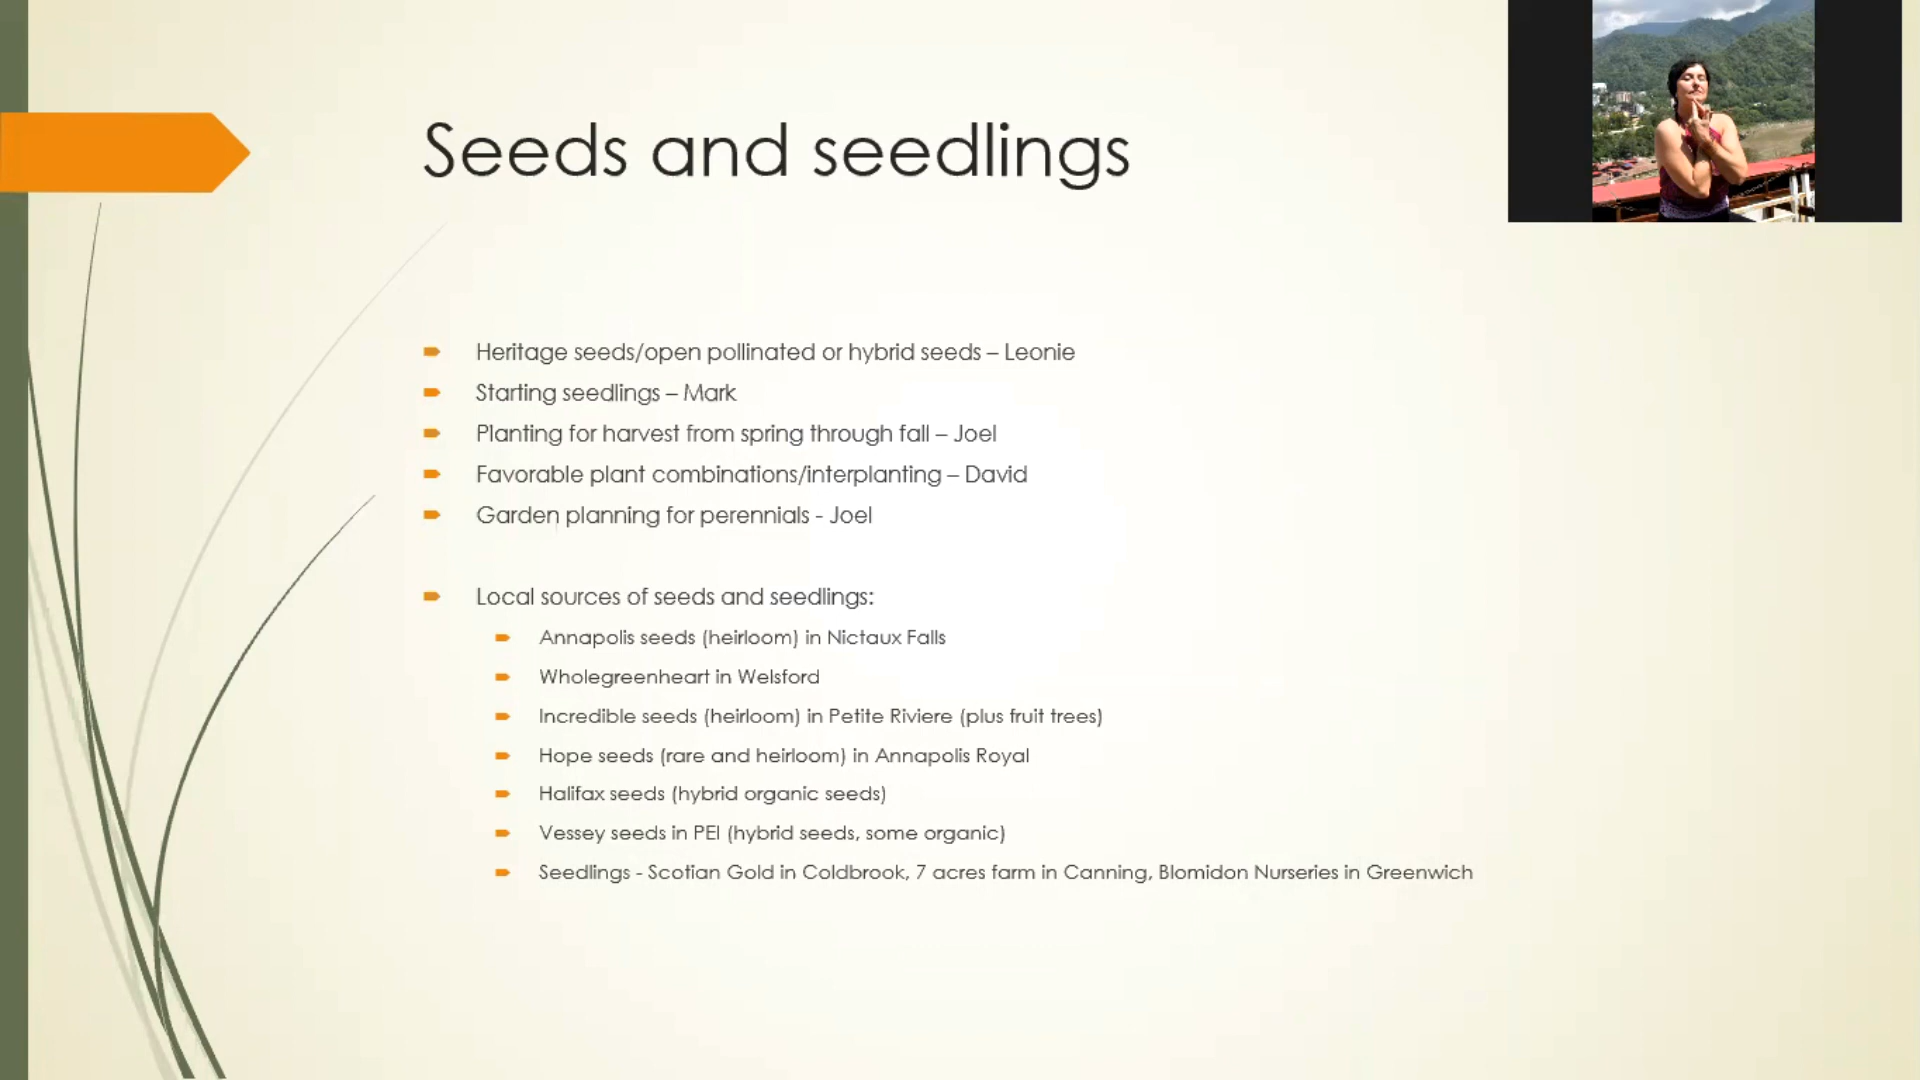 Seeds and seedlings
Heritage seeds/open pollinated or hybrid seeds – Leonie
Starting seedlings – Mark
Planting for harvest from spring through fall – Joel
Favorable plant combinations/interplanting – David
Garden planning for perennials - Joel
Local sources of seeds and seedlings:
Annapolis seeds (heirloom) in Nictaux Falls
Wholegreenheart in Welsford
Incredible seeds (heirloom) in Petite Riviere (plus fruit trees)
Hope seeds (rare and heirloom) in Annapolis Royal
Halifax seeds (hybrid organic seeds)
Vessey seeds in PEI (hybrid seeds, some organic)
Seedlings - Scotian Gold in Coldbrook, 7 acres farm in Canning, Blomidon Nurseries in Greenwich